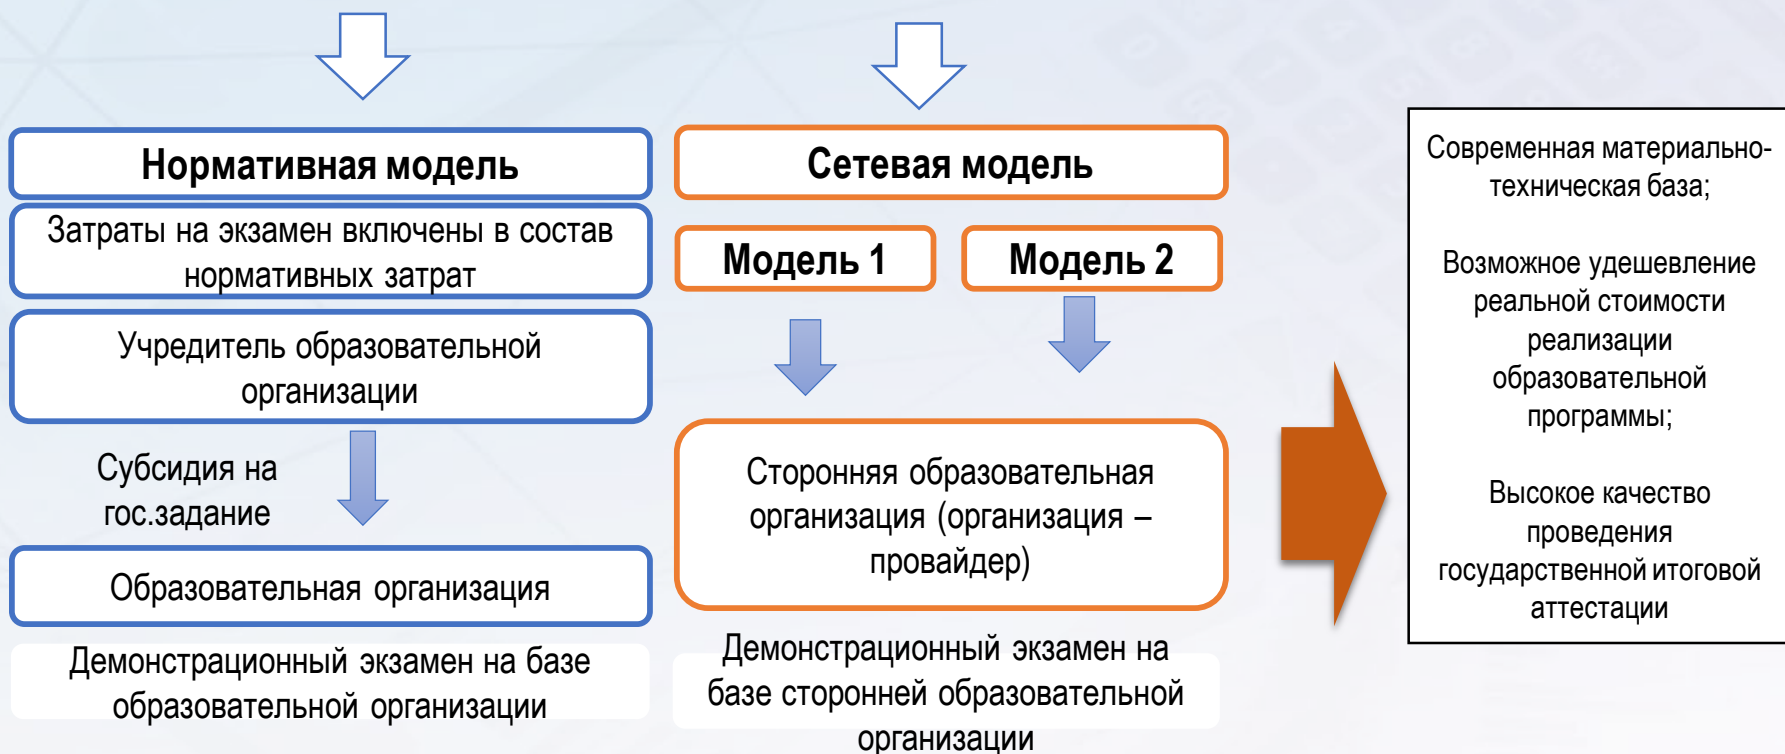 Нормативная модель
Затраты на экзамен включены в состав
нормативных затрат
Учредитель образовательной
организации
Субсидия на
гос.задание
Образовательная организация
Демонстрационный экзамен на базе
образовательной организации
Сетевая модель
Модель 1
Модель 2
Сторонняя образовательная
организация (организация –
провайдер)
Демонстрационный экзамен на
базе сторонней образовательной
организации
Современная материально-
техническая база;
Возможное удешевление
реальной стоимости
реализации
образовательной
программы;
Высокое качество
проведения
государственной итоговой
аттестации